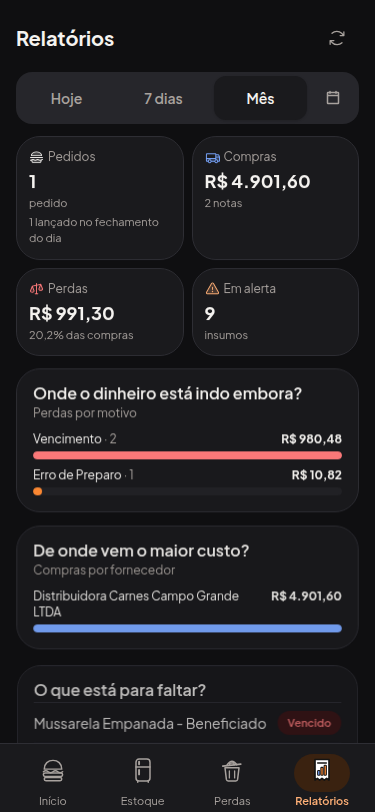 Relatórios
Hoje
7 dias
Mês
Pedidos
1
pedido
1 lançado no fechamento
do dia
Compras
R$ 4.901,60
2 notas
Perdas
R$ 991,30
20,2% das compras
Em alerta
9
insumos
Onde o dinheiro está indo embora?
Perdas por motivo
Vencimento · 2 R$ 980,48
Erro de Preparo · 1 R$ 10,82
De onde vem o maior custo?
Compras por fornecedor
Distribuidora Carnes Campo Grande R$ 4.901,60
LTDA
O que está para faltar?
Mussarela Empanada - Beneficiado Vencido
Início
Estoque
Perdas
Relatórios